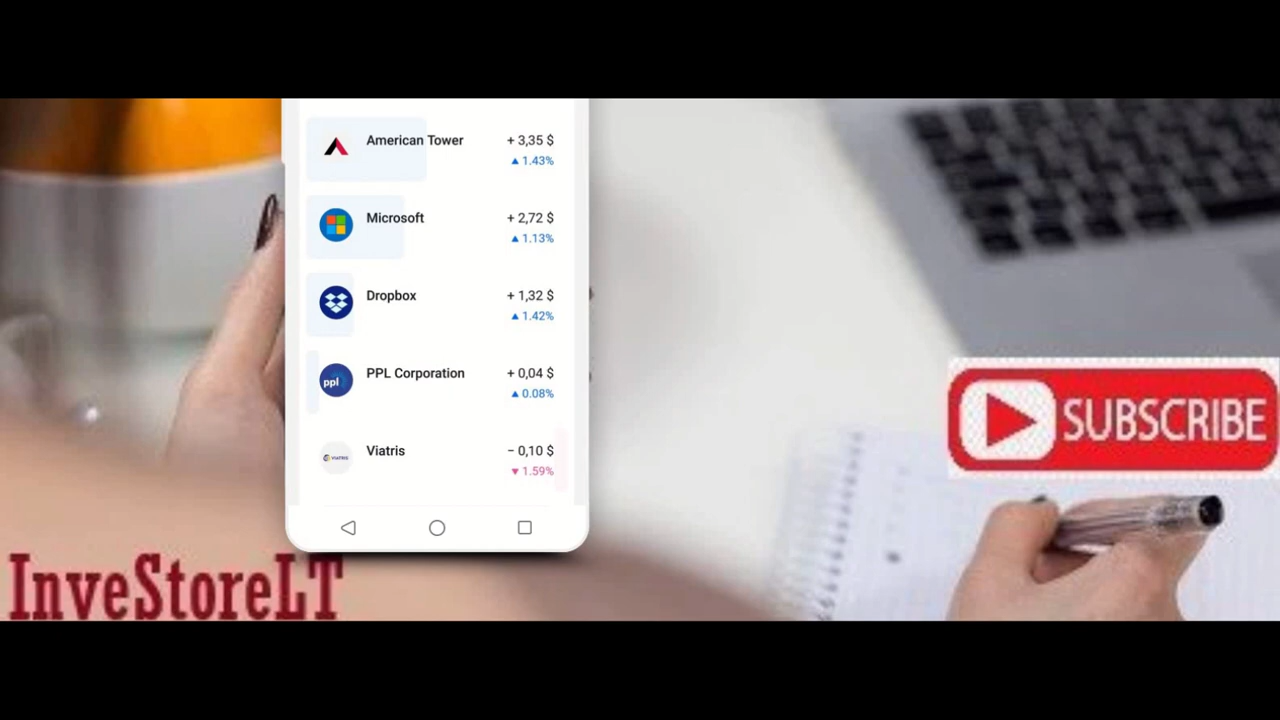 American Tower
+ 3,35 $
▲ 1.43%
Microsoft
+ 2,72 $
▲ 1.13%
Dropbox
+ 1,32 $
▲ 1.42%
ppl
PPL Corporation
+ 0,04 $
▲ 0.08%
VIATRIS
Viatris
− 0,10 $
▼ 1.59%
SUBSCRIBE
InveStoreLT